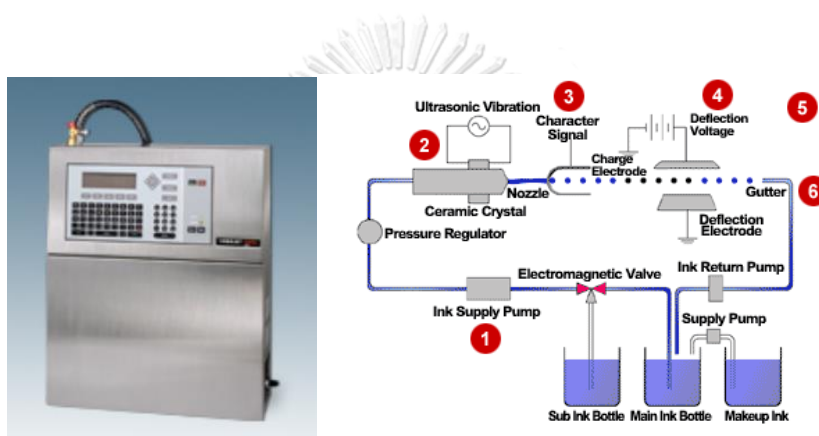 Ultrasonic Vibration
2
3
Character
Signal
4
Deflection
Voltage
5
Charge
Electrode
Nozzle
Ceramic Crystal
Gutter
6
Deflection
Electrode
Pressure Regulator
Electromagnetic Valve
Ink Return Pump
Ink Supply Pump
1
Supply Pump
Sub Ink Bottle
Main Ink Bottle
Makeup Ink